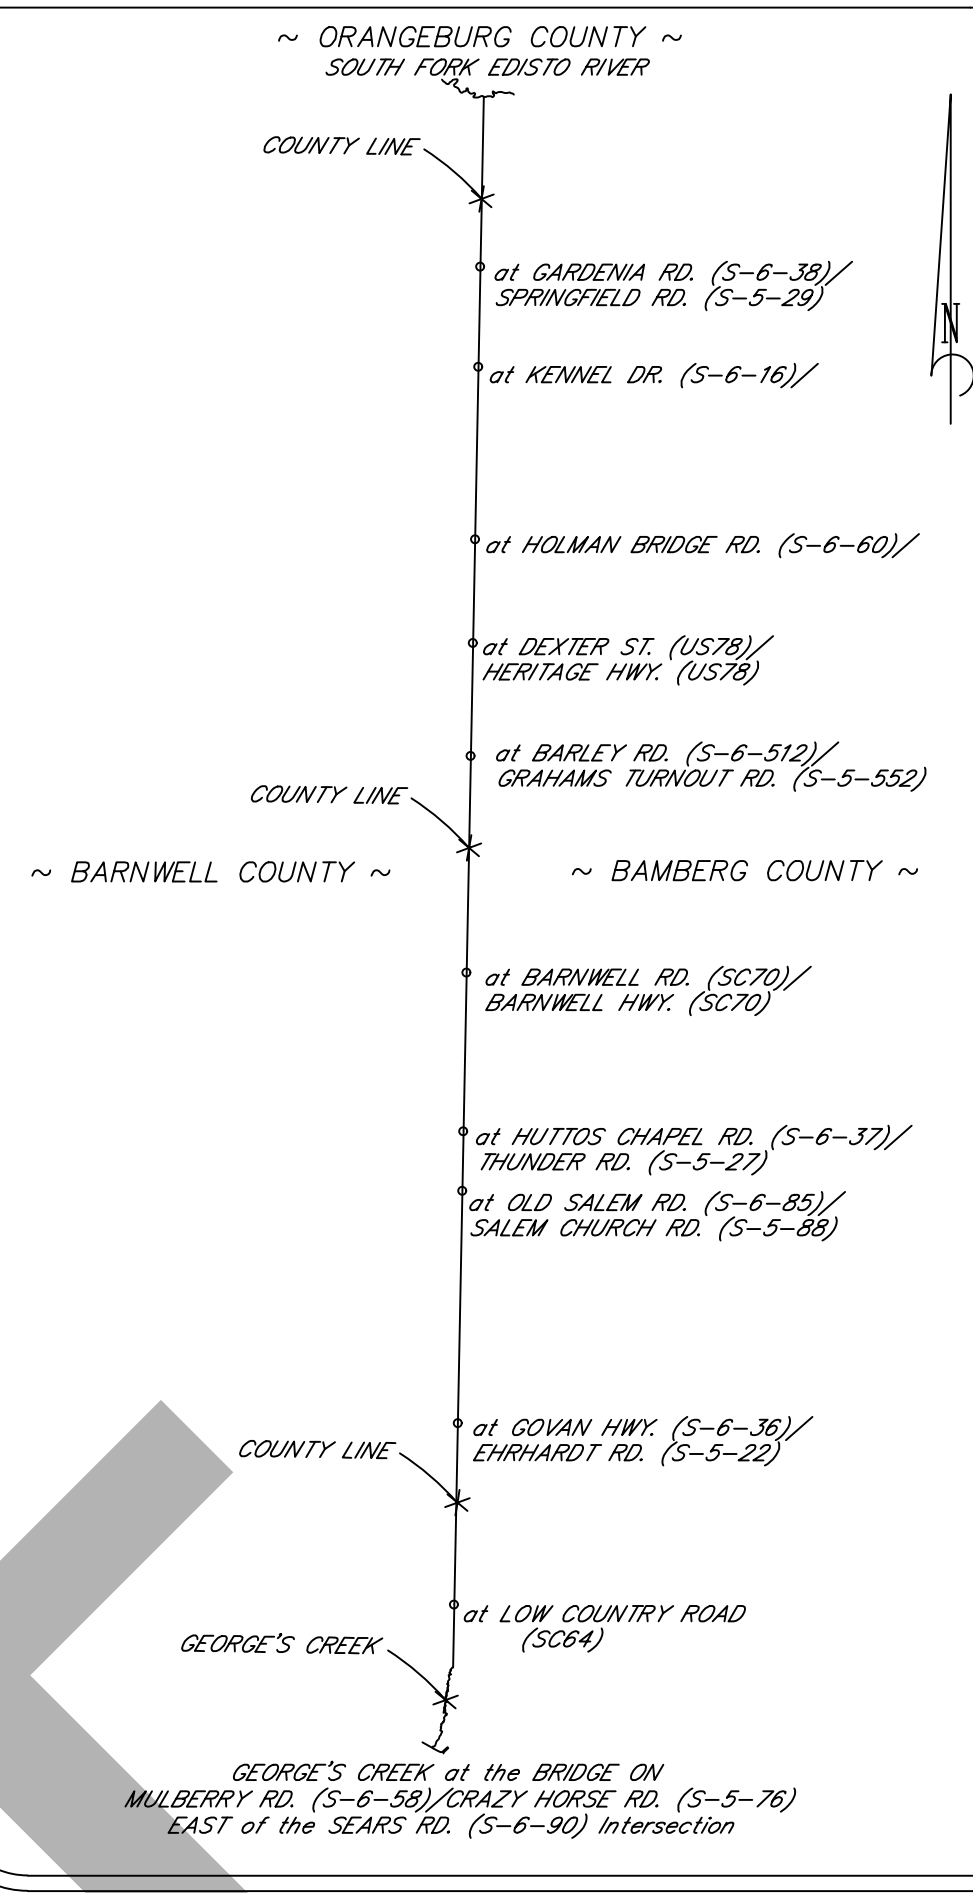 ~ ORANGEBURG COUNTY ~
SOUTH FORK EDISTO RIVER
COUNTY LINE
at GARDENIA RD. (S-6-38)/
SPRINGFIELD RD. (S-5-29)
N
at KENNEL DR. (S-6-16)/
at HOLMAN BRIDGE RD. (S-6-60)/
at DEXTER ST. (US78)/
HERITAGE HWY. (US78)
at BARLEY RD. (S-6-512)/
GRAHAMS TURNOUT RD. (S-5-552)
COUNTY LINE
~ BARNWELL COUNTY ~
~ BAMBERG COUNTY ~
at BARNWELL RD. (SC70)/
BARNWELL HWY. (SC70)
at HUTTOS CHAPEL RD. (S-6-37)/
THUNDER RD. (S-5-27)
at OLD SALEM RD. (S-6-85)/
SALEM CHURCH RD. (S-5-88)
at GOVAN HWY. (S-6-36)/
EHRHARDT RD. (S-5-22)
COUNTY LINE
at LOW COUNTRY ROAD
(SC64)
GEORGE'S CREEK
GEORGE'S CREEK at the BRIDGE ON
MULBERRY RD. (S-6-58)/CRAZY HORSE RD. (S-5-76)
EAST of the SEARS RD. (S-6-90) Intersection